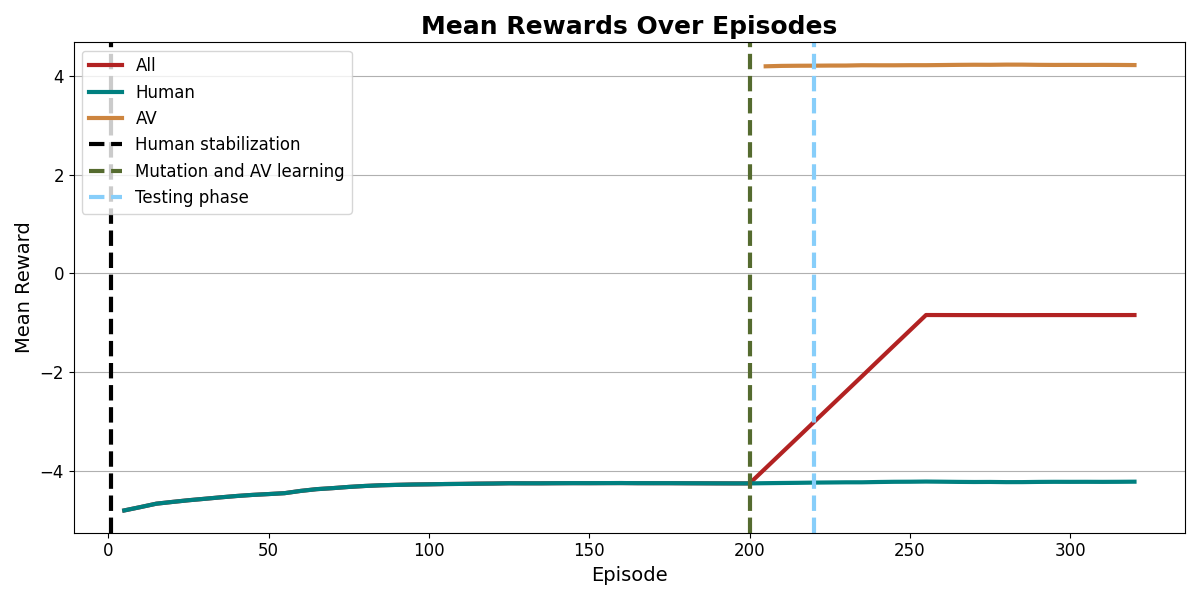 Mean Rewards Over Episodes
All
Human
AV
Human stabilization
Mutation and AV learning
Testing phase
Mean Reward
4
2
0
−2
−4
0
50
100
150
200
250
300
Episode